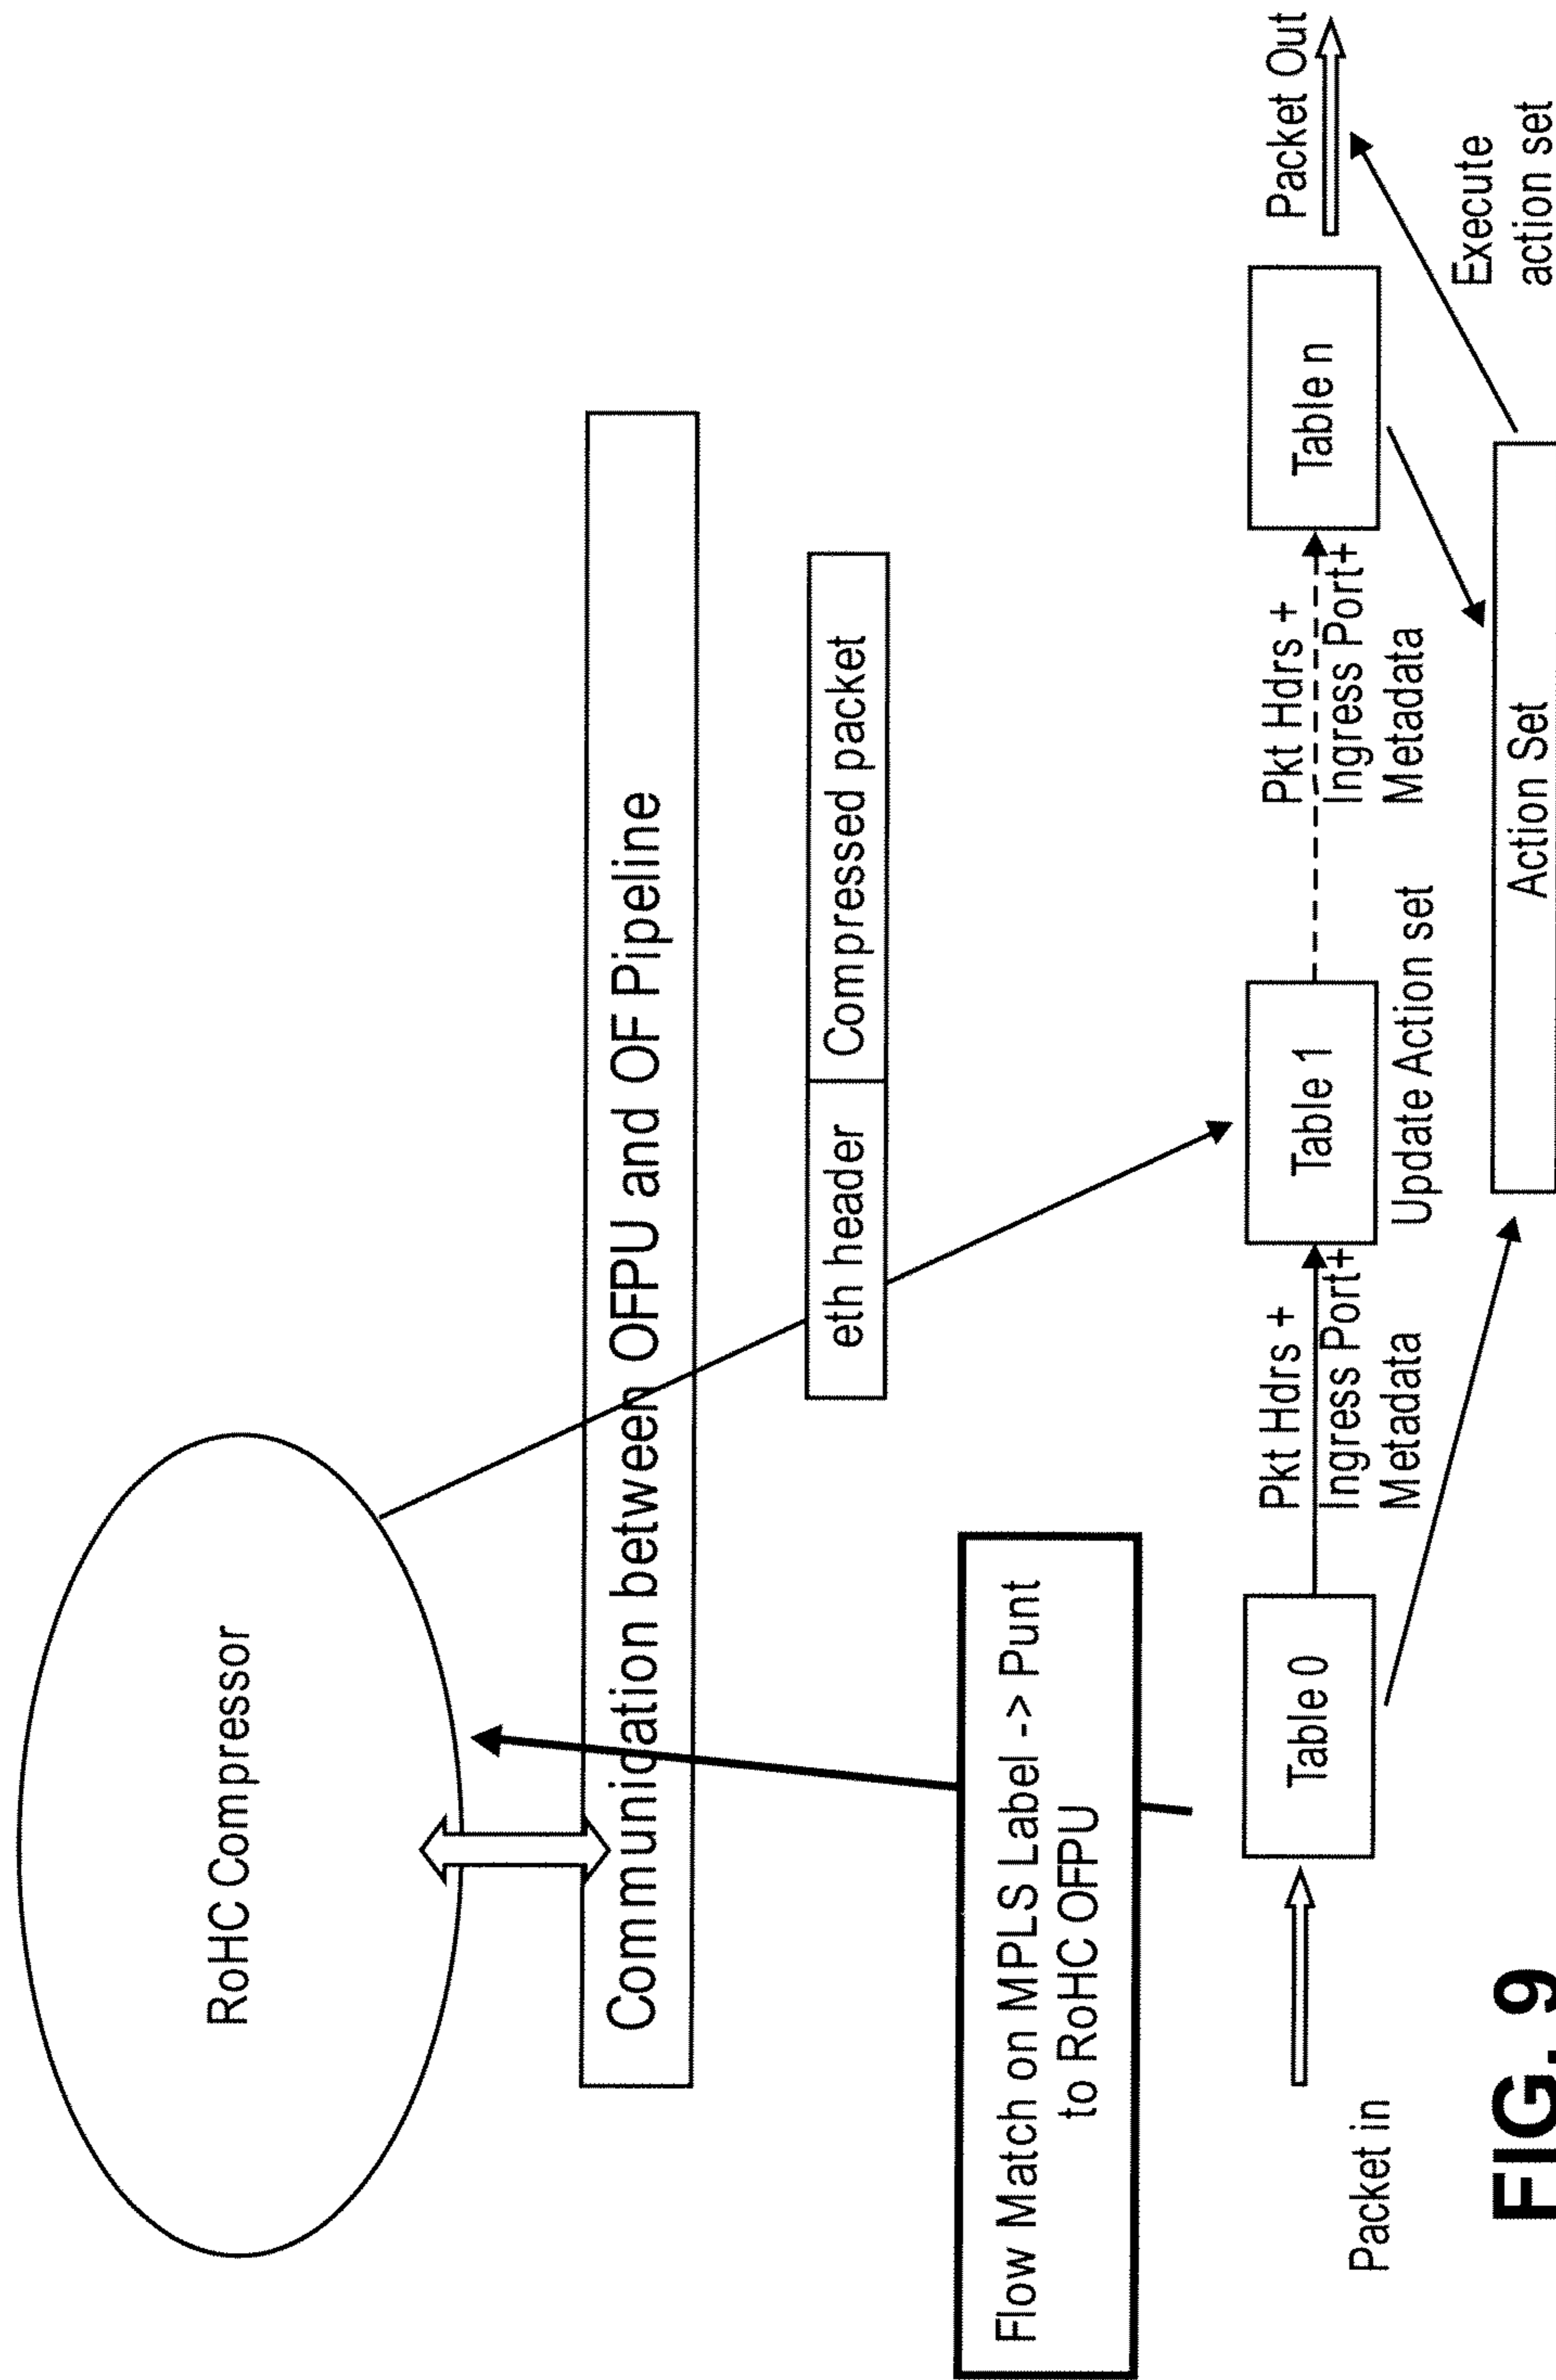 RoHC Compressor
Communication between OFPU and OF Pipeline
eth header
Compressed packet
Flow Match on MPLS Label -> Punt
to RoHC OFPU
Packet in
Table 0
Pkt Hdrs +
Ingress Port+
Metadata
Table 1
Update Action set
Pkt Hdrs +
Ingress Port+
Metadata
Table n
Packet Out
Execute
action set
Action Set
FIG. 9